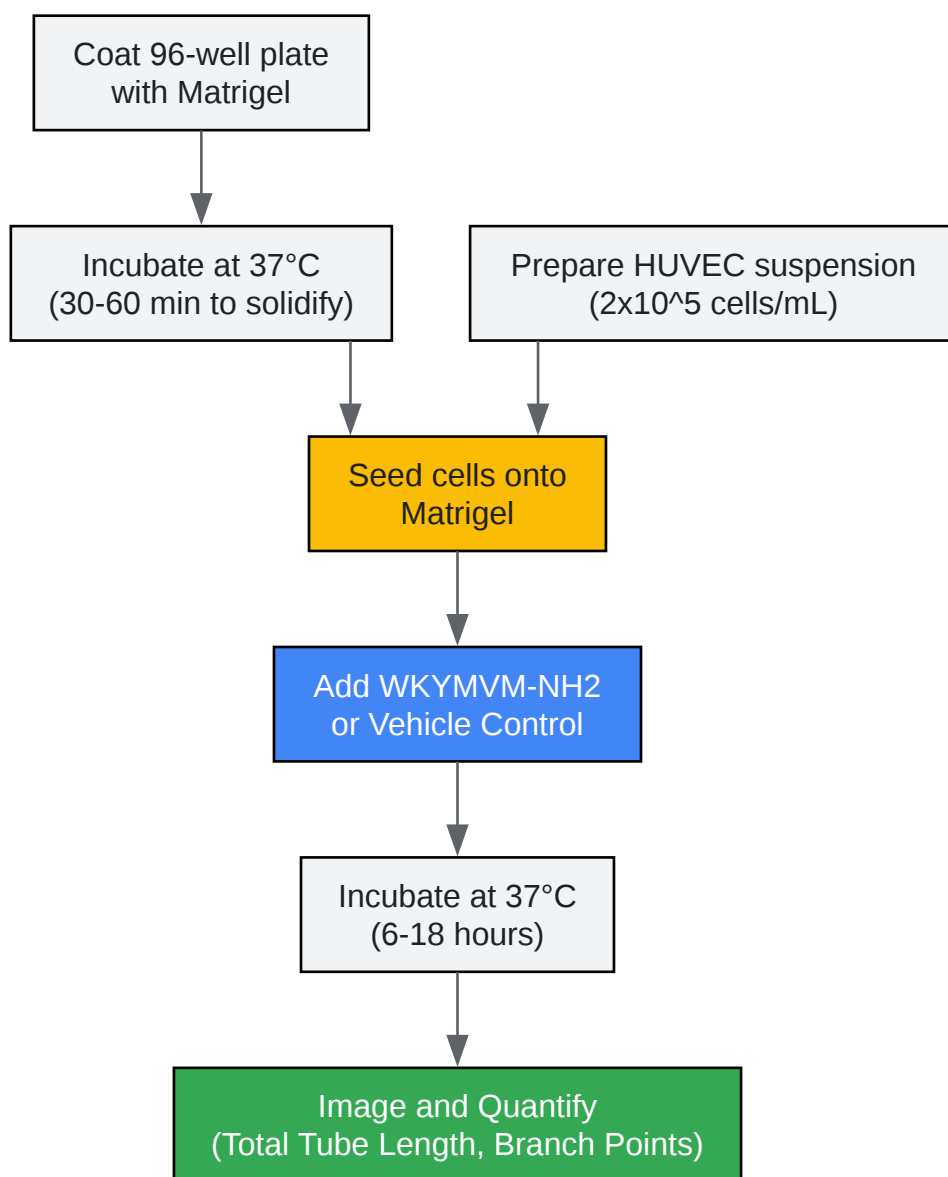 Coat 96-well plate
with Matrigel
Incubate at 37°C
(30-60 min to solidify)
Prepare HUVEC suspension
(2x10^5 cells/mL)
Seed cells onto
Matrigel
Add WKYMVM-NH2
or Vehicle Control
Incubate at 37°C
(6-18 hours)
Image and Quantify
(Total Tube Length, Branch Points)